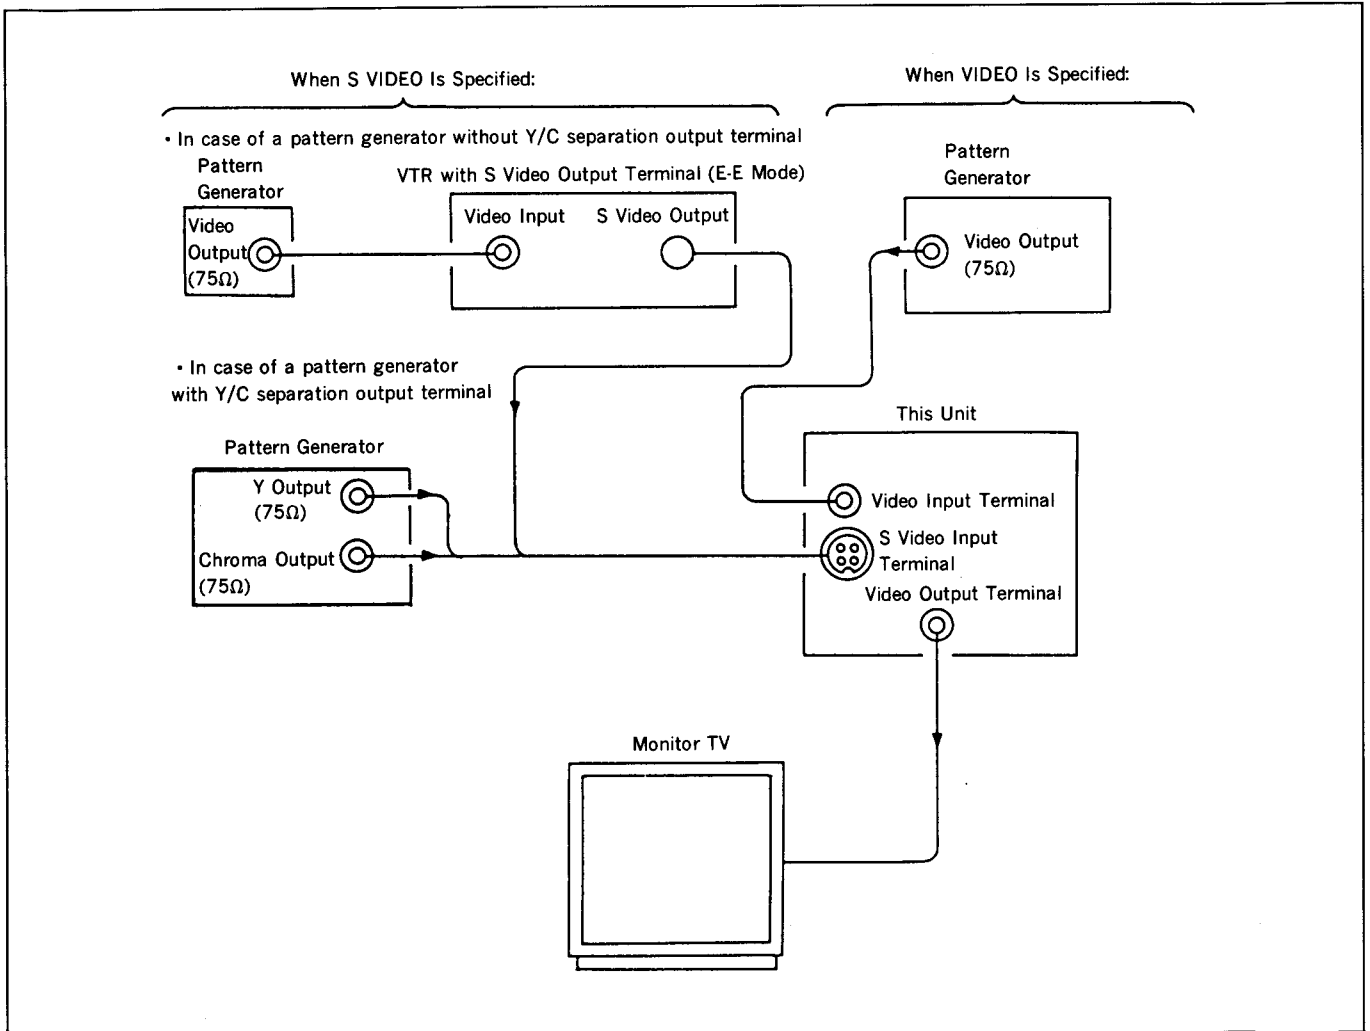 When S VIDEO Is Specified:
When VIDEO Is Specified:
• In case of a pattern generator without Y/C separation output terminal
Pattern
Generator
VTR with S Video Output Terminal (E-E Mode)
Pattern
Generator
Video
Output
(75Ω)
Video Input
S Video Output
Video Output
(75Ω)
• In case of a pattern generator
with Y/C separation output terminal
Pattern Generator
Y Output
(75Ω)
Chroma Output
(75Ω)
This Unit
Video Input Terminal
S Video Input
Terminal
Video Output Terminal
Monitor TV